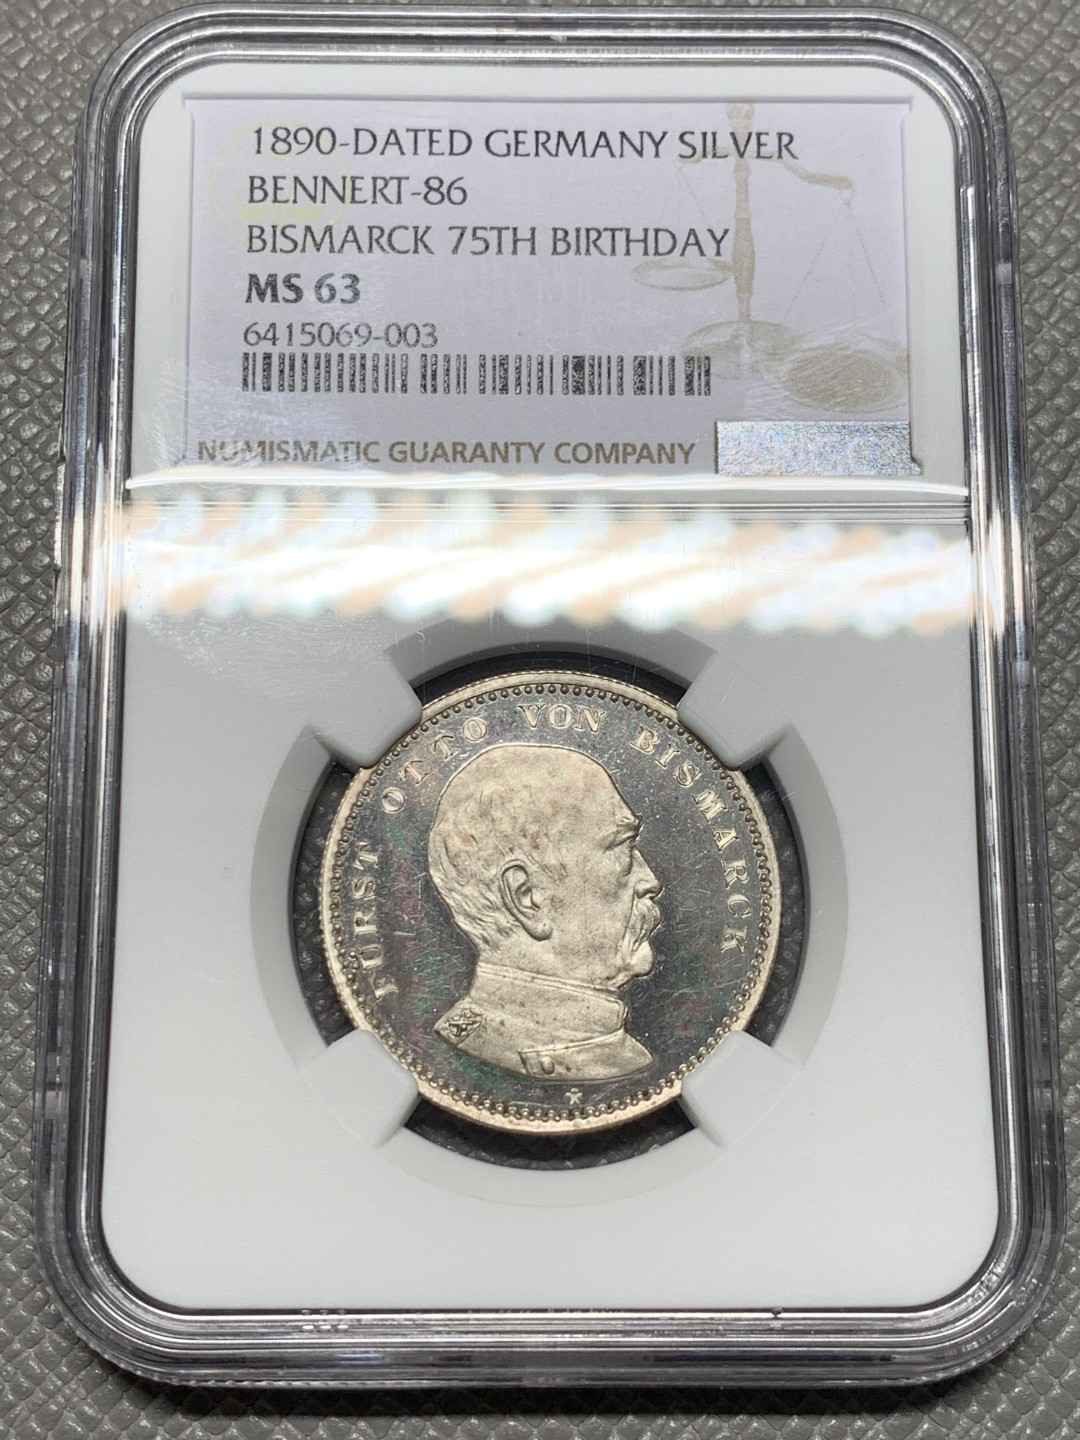 1890-DATED GERMANY SILVER
BENNERT-86
BISMARCK 75TH BIRTHDAY
MS 63
6415069-003
NUMISMATIC GUARANTY COMPANY
FÜRST OTTO VON BISMARCK